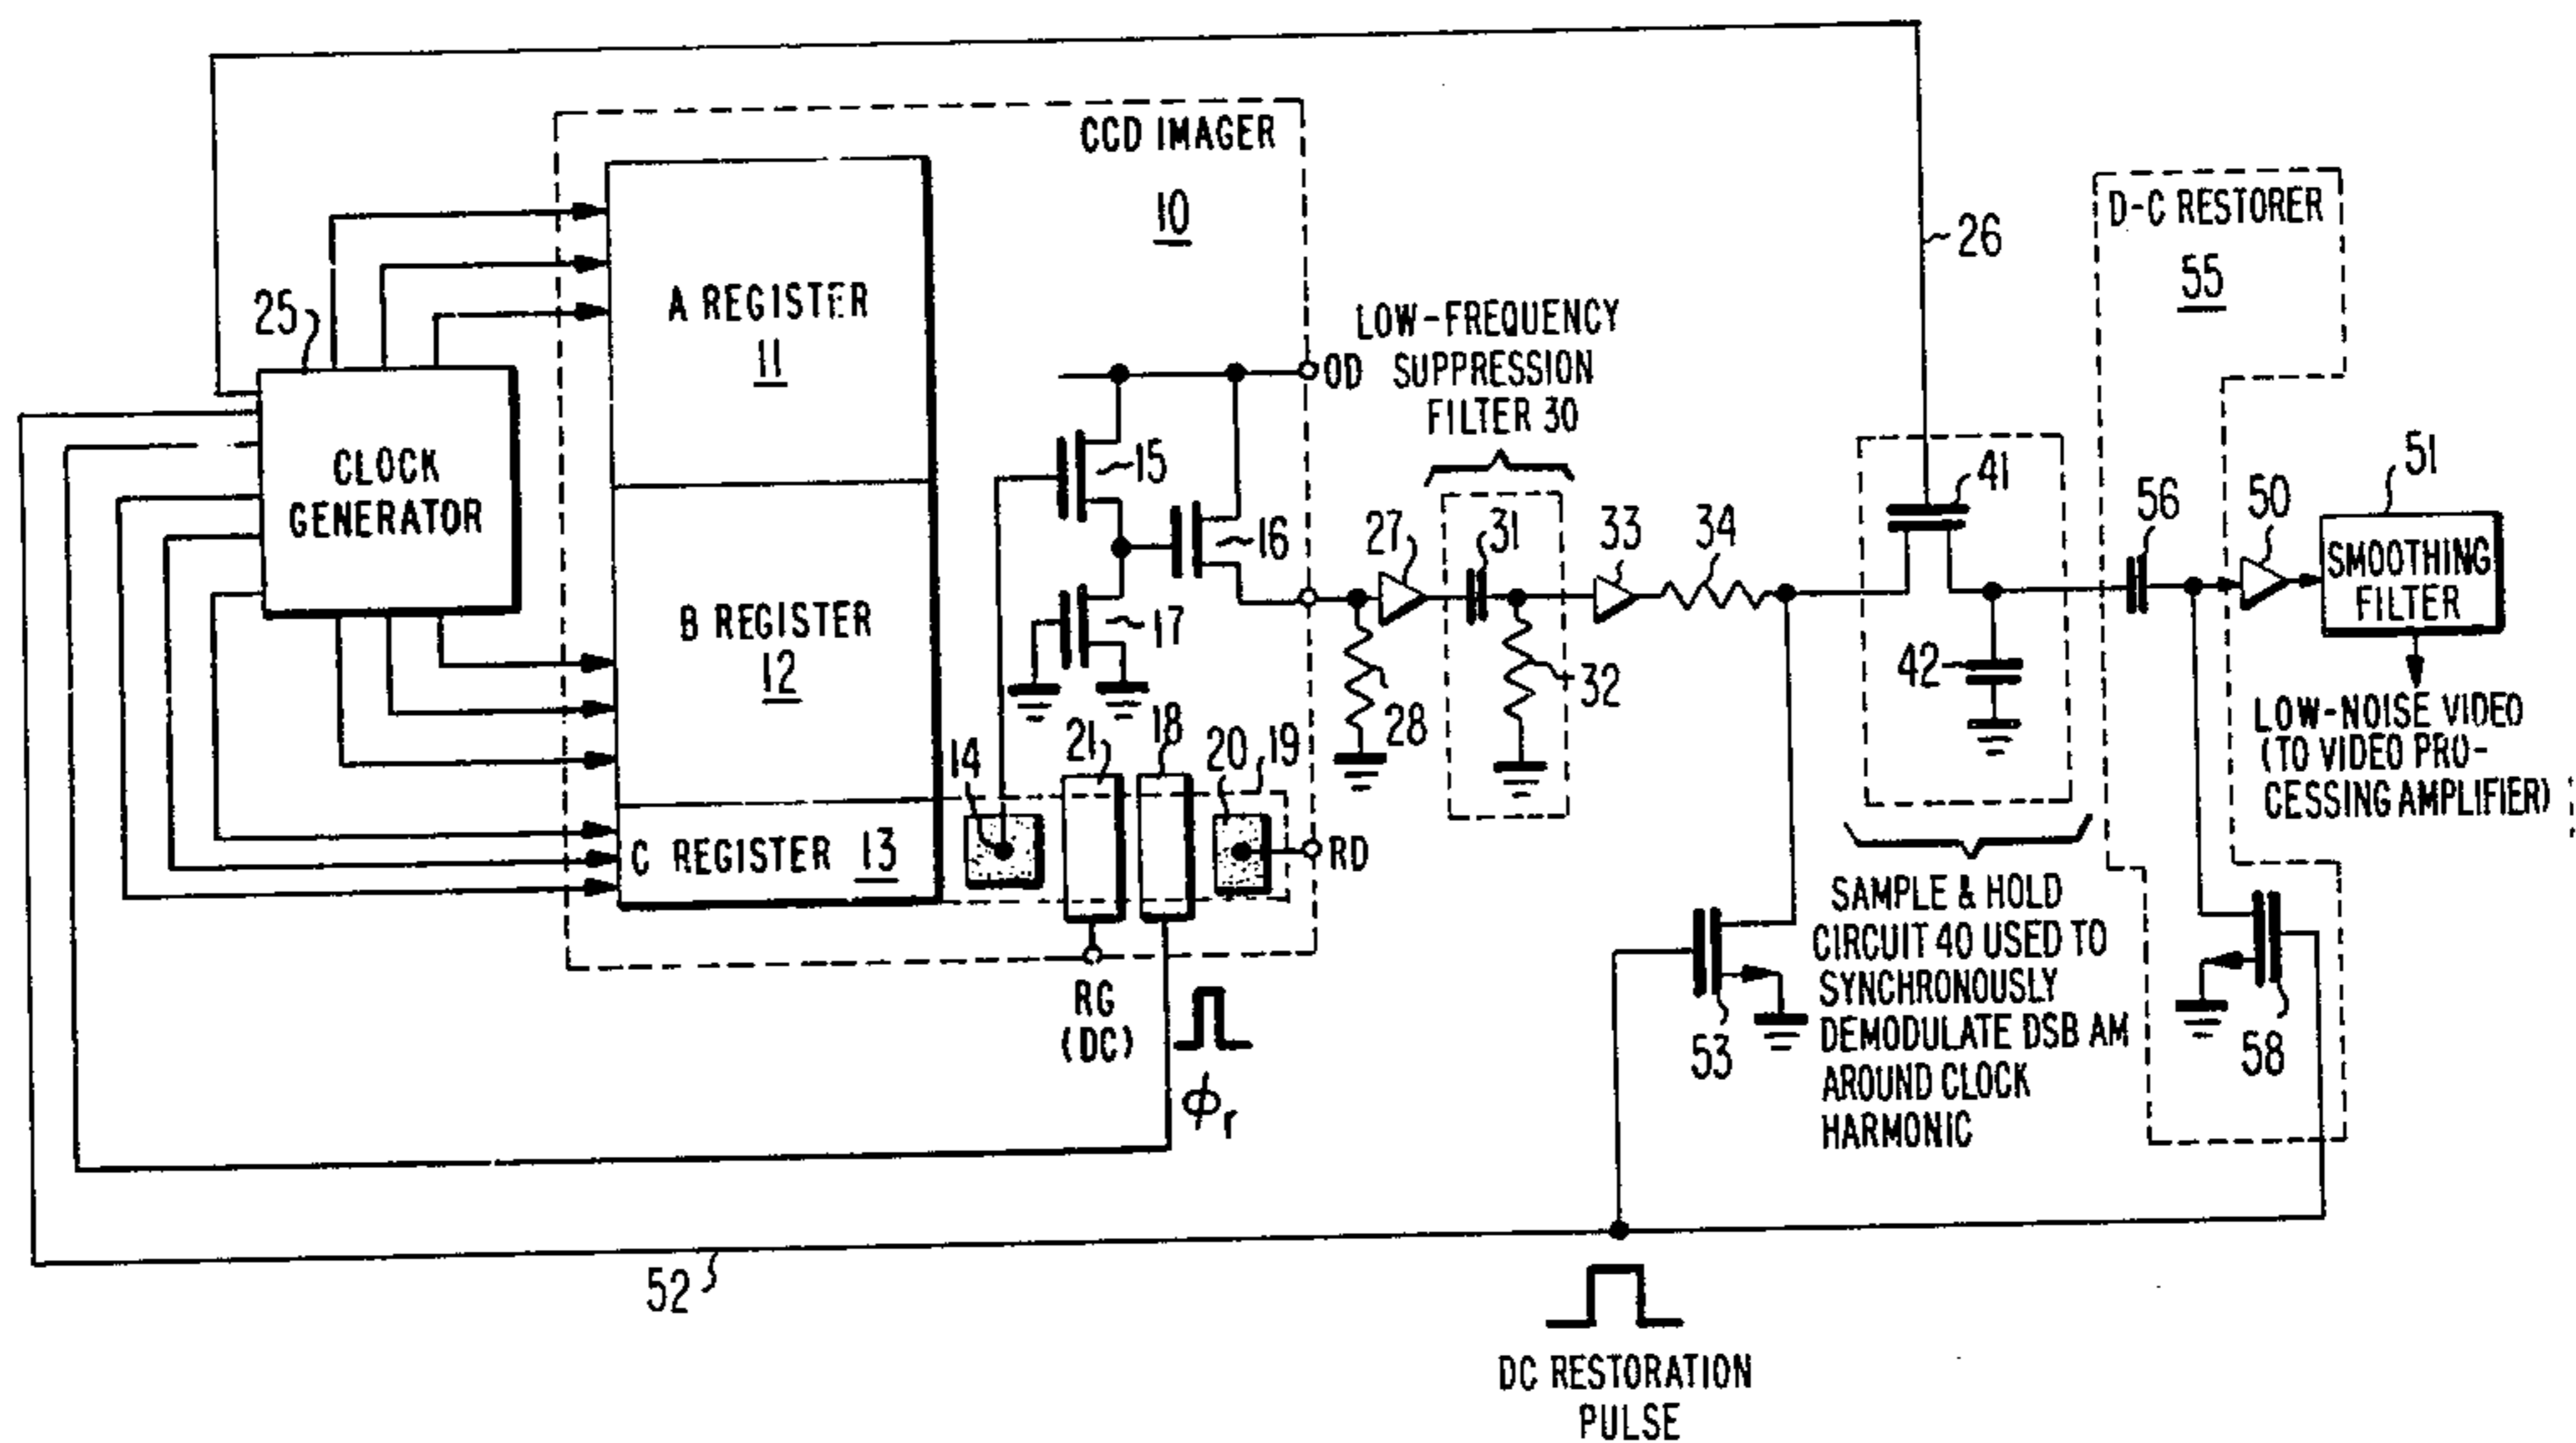 CCD IMAGER
10
26
D-C RESTORER
55
A REGISTER
11
25
LOW-FREQUENCY
SUPPRESSION
FILTER 30
OD
CLOCK
GENERATOR
15
16
17
27
31
33
34
41
56
50
51
SMOOTHING
FILTER
B REGISTER
12
28
32
42
LOW-NOISE VIDEO
(TO VIDEO PRO-
CESSING AMPLIFIER)
14
21
18
20
19
C REGISTER 13
RD
RG
(DC)
ϕr
SAMPLE & HOLD
CIRCUIT 40 USED TO
SYNCHRONOUSLY
DEMODULATE DSB AM
AROUND CLOCK
HARMONIC
53
58
52
DC RESTORATION
PULSE